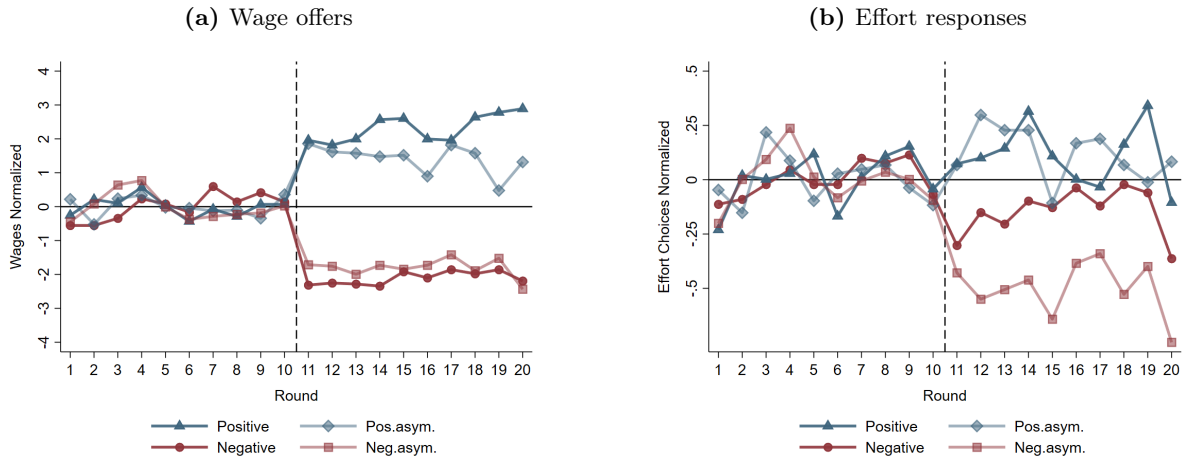 (a) Wage offers
Wages Normalized
4
3
2
1
0
-1
-2
-3
-4
1 2 3 4 5 6 7 8 9 10 11 12 13 14 15 16 17 18 19 20
Round
Positive Pos.asym.
Negative Neg.asym.
(b) Effort responses
Effort Choices Normalized
.5
.25
0
-.25
-.5
1 2 3 4 5 6 7 8 9 10 11 12 13 14 15 16 17 18 19 20
Round
Positive Pos.asym.
Negative Neg.asym.